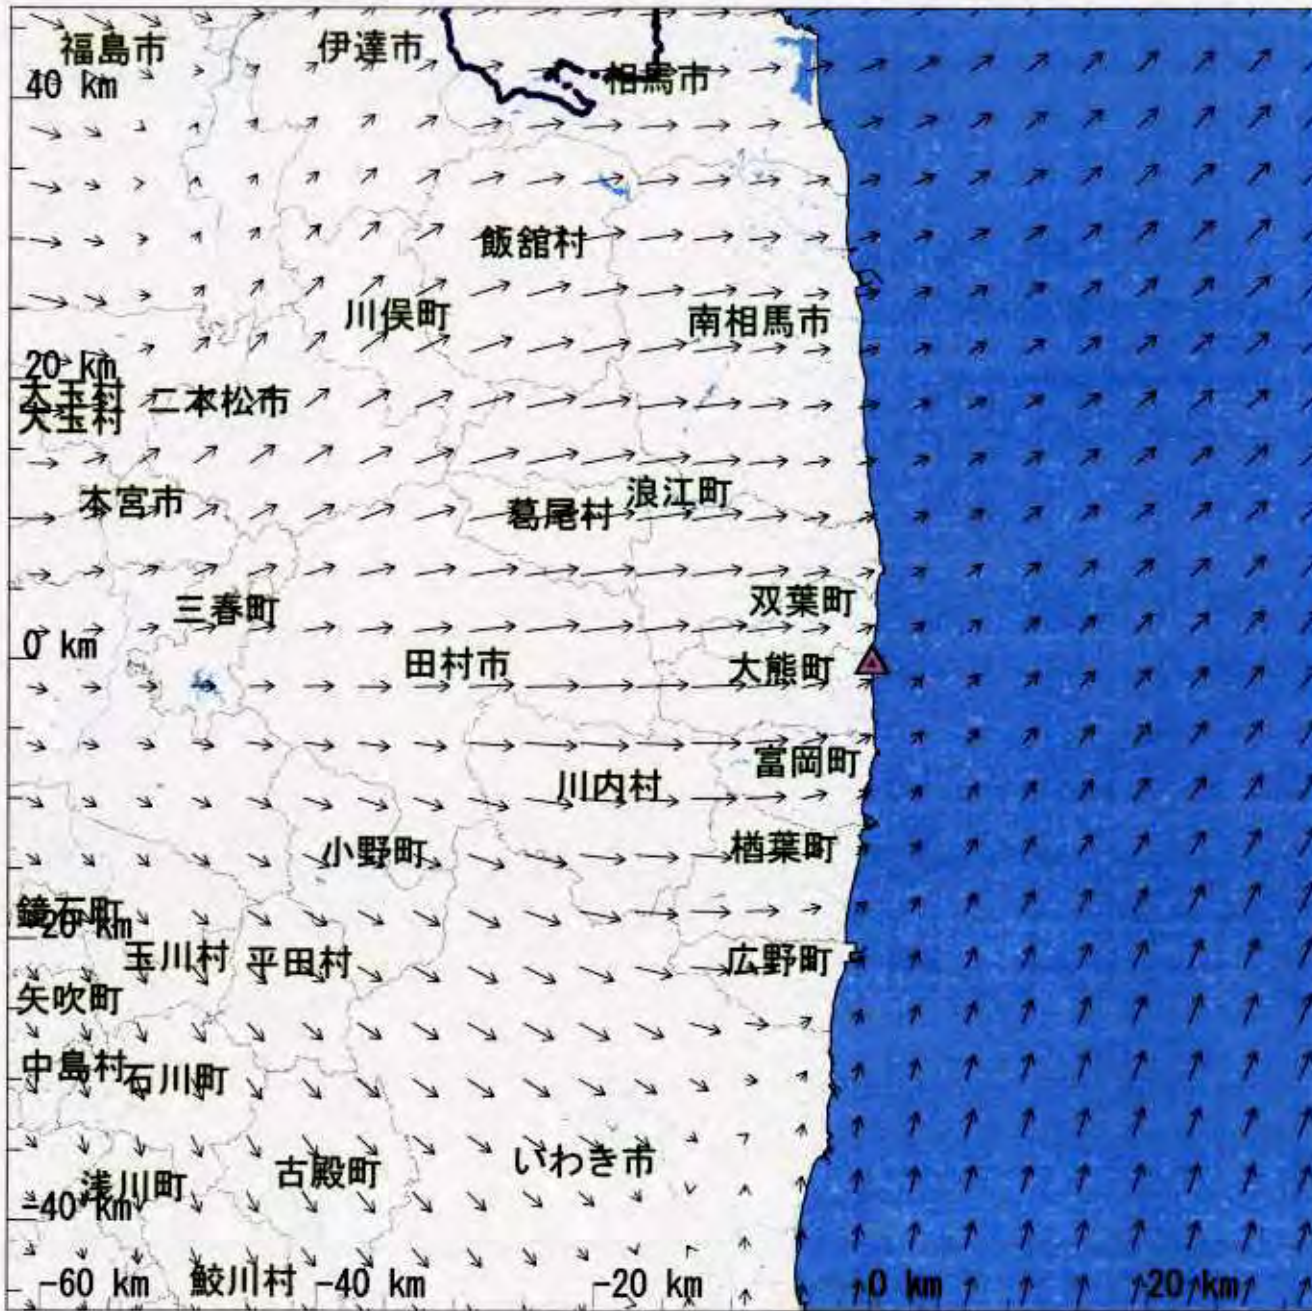 福島市 伊達市
40 km 相馬市
飯舘村
川俣町 南相馬市
20 km
大玉村 二本松市
大玉村
本宮市 葛尾村 浪江町
三春町 双葉町
0 km 田村市 大熊町
川内村 富岡町
小野町 楢葉町
鏡石町
-20 km
玉川村 平田村 広野町
矢吹町
中島村 石川町
浅川町 古殿町 いわき市
-40 km
-60 km 鮫川村 -40 km -20 km 0 km 20 km